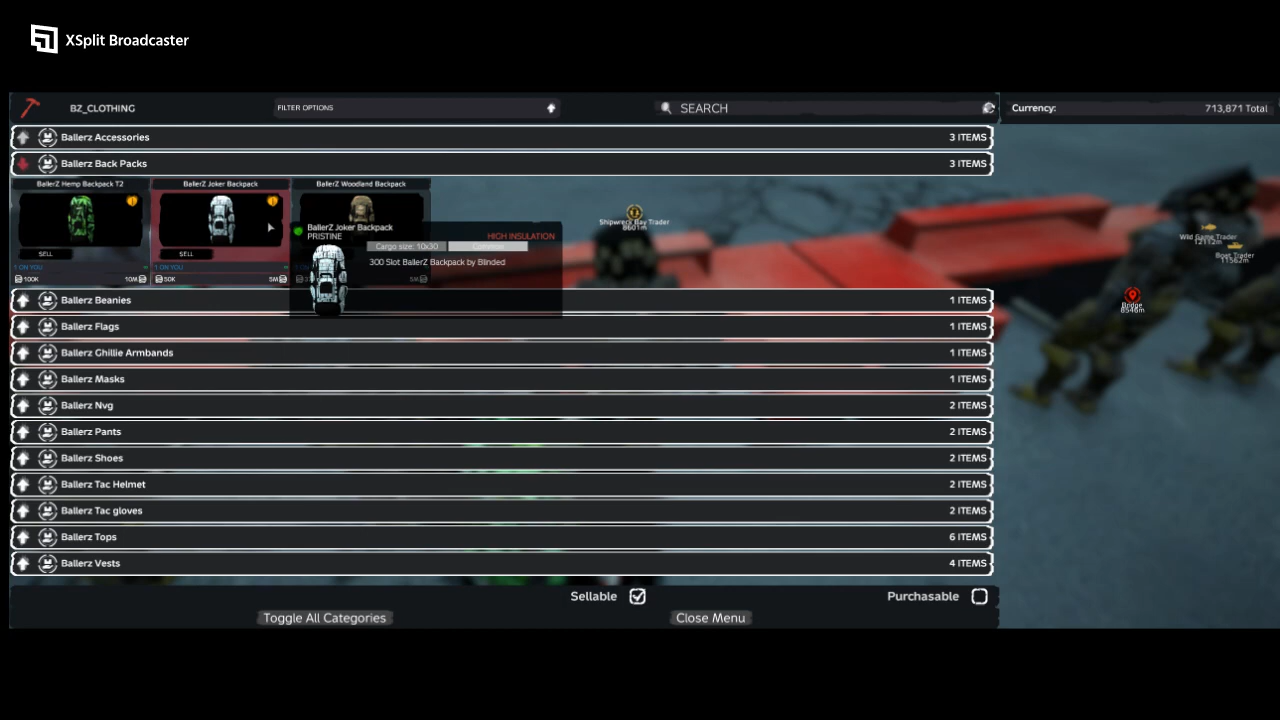 XSplit Broadcaster
BZ_CLOTHING
FILTER OPTIONS
SEARCH
Currency:
713,871 Total
Ballerz Accessories
3 ITEMS
Ballerz Back Packs
3 ITEMS
BallerZ Hemp Backpack T2
BallerZ Joker Backpack
BallerZ Woodland Backpack
SELL
SELL
1 ON YOU
1 ON YOU
100K
10M
50K
5M
5M
BallerZ Joker Backpack
PRISTINE
HIGH INSULATION
Cargo size: 10x30
300 Slot BallerZ Backpack by Blinded
Shipwreck Bay Trader
8601m
Wild Game Trader
12112m
Boat Trader
11562m
Bridge
8546m
Ballerz Beanies
1 ITEMS
Ballerz Flags
1 ITEMS
Ballerz Ghillie Armbands
1 ITEMS
Ballerz Masks
1 ITEMS
Ballerz Nvg
2 ITEMS
Ballerz Pants
2 ITEMS
Ballerz Shoes
2 ITEMS
Ballerz Tac Helmet
2 ITEMS
Ballerz Tac gloves
2 ITEMS
Ballerz Tops
6 ITEMS
Ballerz Vests
4 ITEMS
Sellable
Purchasable
Toggle All Categories
Close Menu